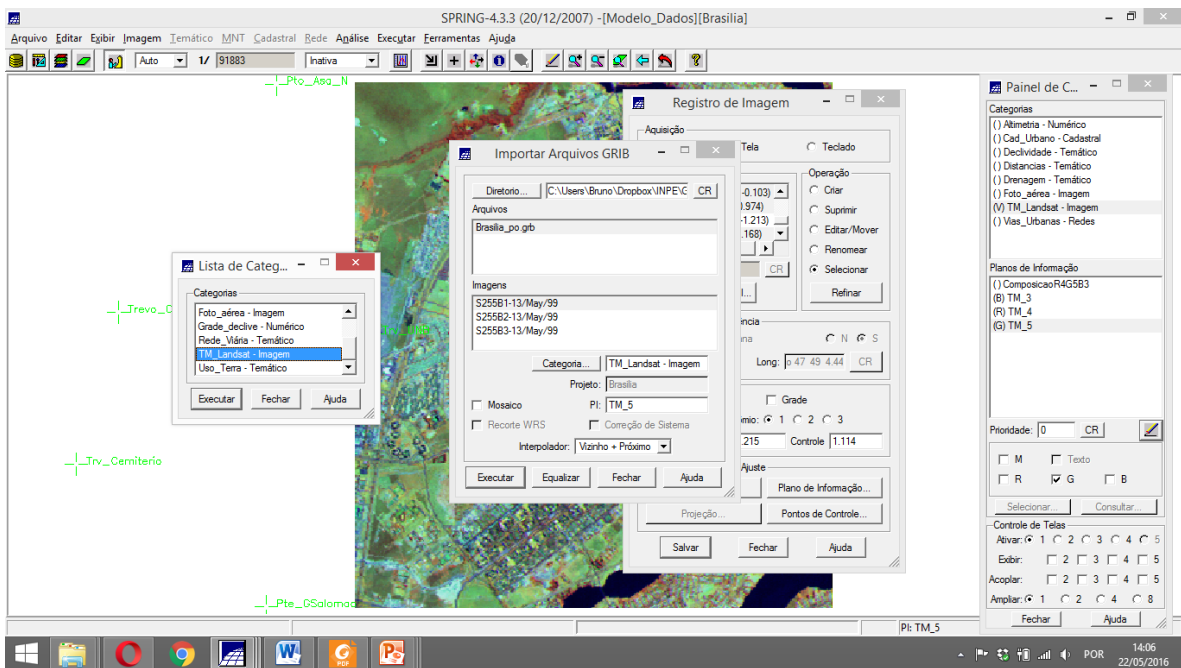 SPRING-4.3.3 (20/12/2007) -[Modelo_Dados][Brasilia]
Arquivo Editar Exibir Imagem Temático MNT Cadastral Rede Análise Executar Ferramentas Ajuda
Auto 1/ 91883 Inativa
Pto_Asa_N
Trv_Cemiterio
Lista de Categ...
Categorias
Foto_aérea - Imagem
Grade_declive - Numérico
Rede_Viária - Temático
TM_Landsat - Imagem
Uso_Terra - Temático
Executar Fechar Ajuda
Importar Arquivos GRIB
Diretorio... C:\Users\Bruno\Dropbox\INPE\G CR
Arquivos
Brasilia_po.grb
Imagens
S255B1-13/May/99
S255B2-13/May/99
S255B3-13/May/99
Categoria... TM_Landsat - Imagem
Projeto: Brasilia
Mosaico PI: TM_5
Recorte WRS Correção de Sistema
Interpolador: Vizinho + Próximo
Executar Equalizar Fechar Ajuda
Registro de Imagem
Aquisição
Tela Teclado
Operação
-0.103)
.974)
-1.213)
.168)
Criar
Suprimir
Editar/Mover
Renomear
CR Selecionar
Refinar
N S
Long: o 47 49 4.44 CR
Grade
1 2 3
.215 Controle 1.114
Ajuste
Plano de Informação...
Projeção... Pontos de Controle...
Salvar Fechar Ajuda
Painel de C...
Categorias
( ) Altimetria - Numérico
( ) Cad_Urbano - Cadastral
( ) Declividade - Temático
( ) Distancias - Temático
( ) Drenagem - Temático
( ) Foto_aérea - Imagem
(V) TM_Landsat - Imagem
( ) Vias_Urbanas - Redes
Planos de Informação
( ) ComposicaoR4G5B3
(B) TM_3
(R) TM_4
(G) TM_5
Prioridade: 0 CR
M Texto
R G B
Selecionar... Consultar...
Controle de Telas
Ativar: 1 2 3 4 5
Exibir: 2 3 4 5
Acoplar: 2 3 4 5
Ampliar: 1 2 4 8
Fechar Ajuda
PI: TM_5
POR
14:06
22/05/2016